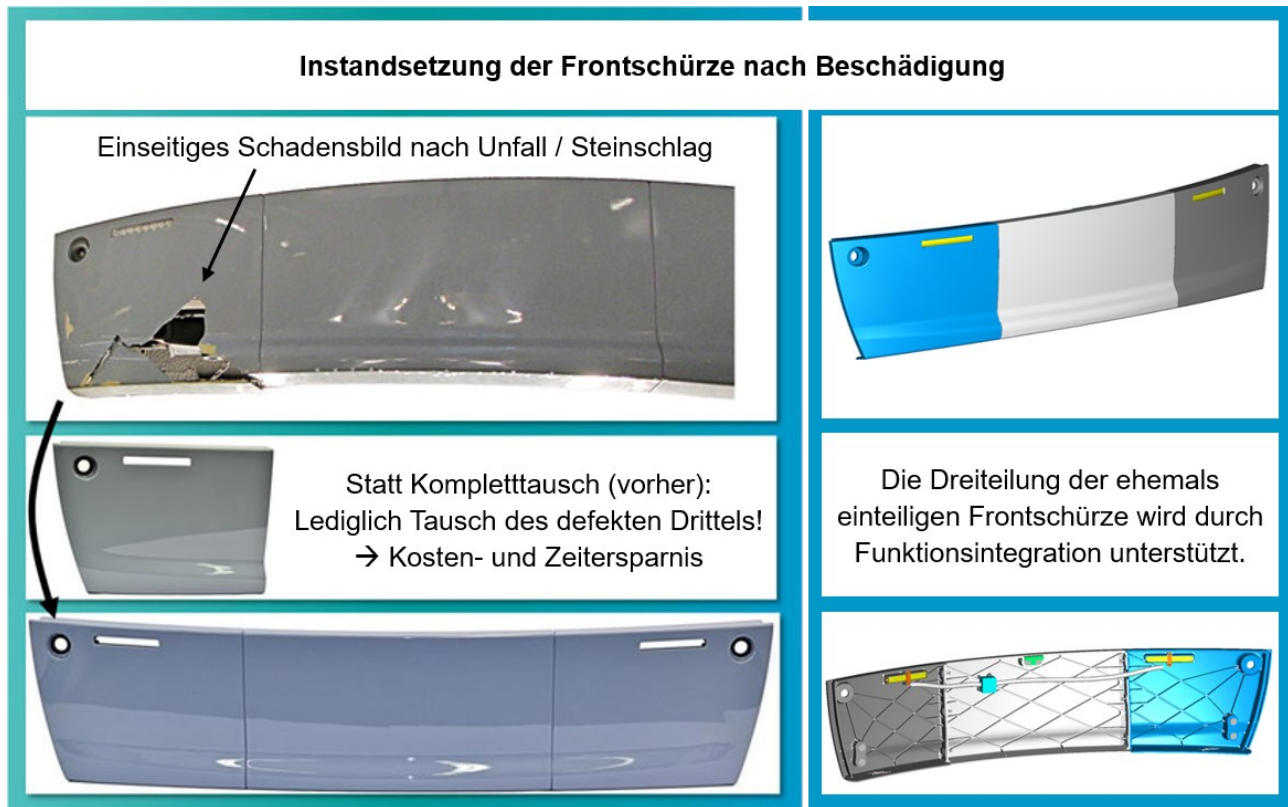 Instandsetzung der Frontschürze nach Beschädigung
Einseitiges Schadensbild nach Unfall / Steinschlag
Statt Kompletttausch (vorher):
Lediglich Tausch des defekten Drittels!
→ Kosten- und Zeitersparnis
Die Dreiteilung der ehemals
einteiligen Frontschürze wird durch
Funktionsintegration unterstützt.